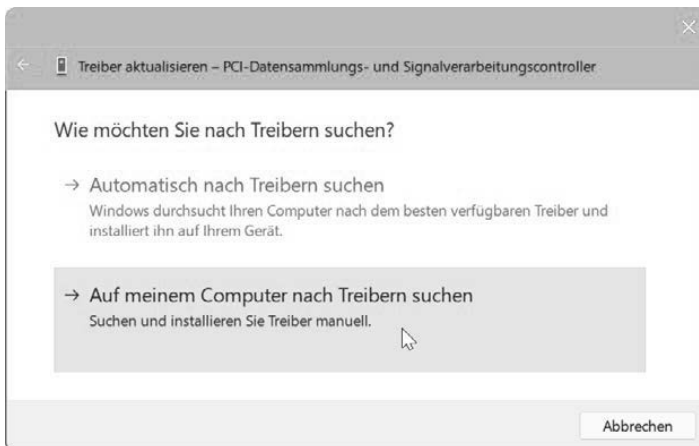 Treiber aktualisieren – PCI-Datensammlungs- und Signalverarbeitungscontroller
Wie möchten Sie nach Treibern suchen?
→ Automatisch nach Treibern suchen
Windows durchsucht Ihren Computer nach dem besten verfügbaren Treiber und
installiert ihn auf Ihrem Gerät.
→ Auf meinem Computer nach Treibern suchen
Suchen und installieren Sie Treiber manuell.
Abbrechen